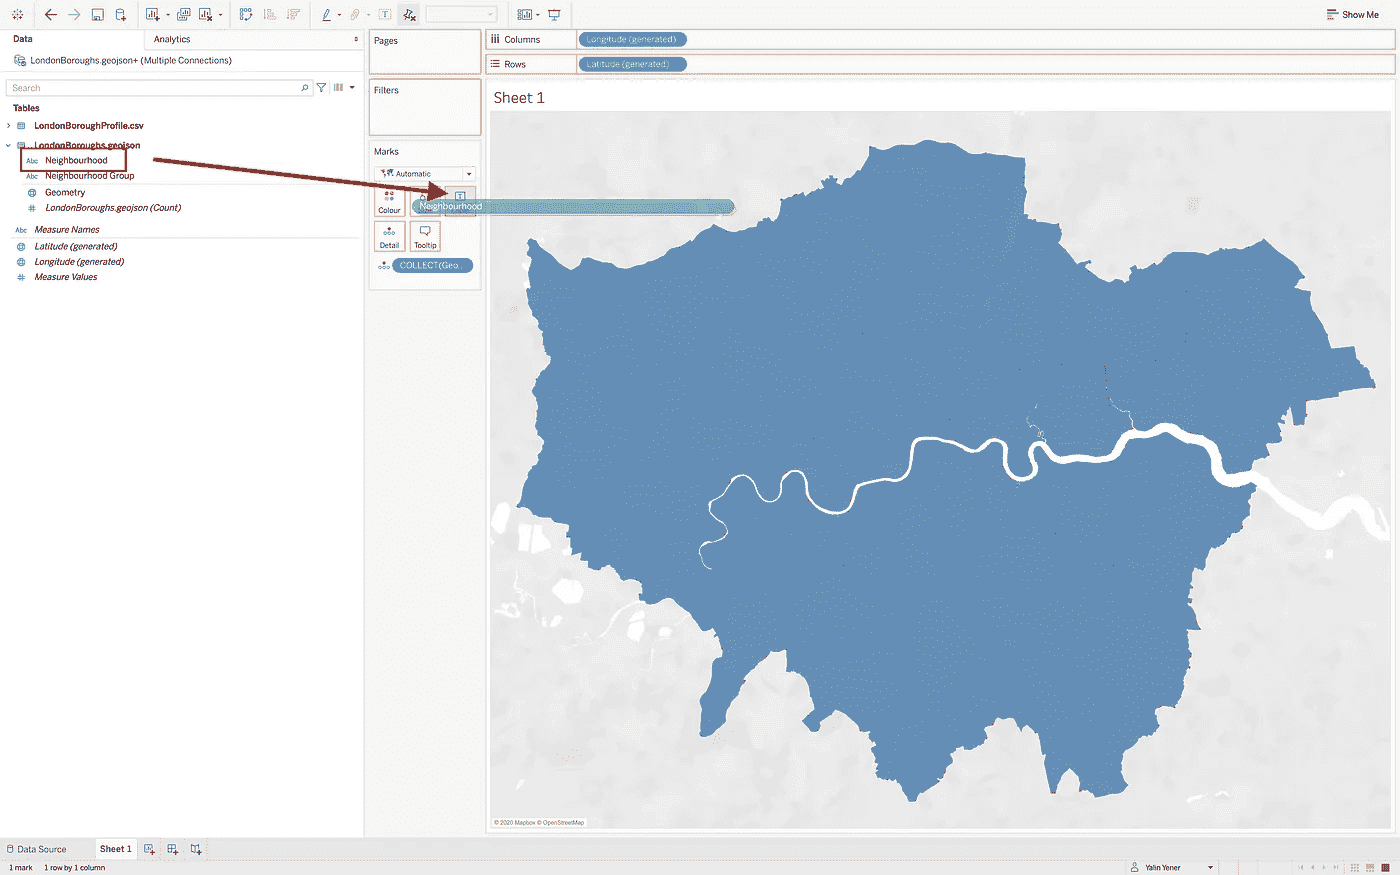 Show Me
Data
Analytics
Pages
Columns
Longitude (generated)
LondonBoroughs.geojson+ (Multiple Connections)
Rows
Latitude (generated)
Search
Filters
Sheet 1
Tables
LondonBoroughProfile.csv
LondonBoroughs.geojson
Marks
Abc Neighbourhood
Automatic
Abc Neighbourhood Group
Geometry
LondonBoroughs.geojson (Count)
Colour
Neighbourhood
Abc Measure Names
Latitude (generated)
Detail
Tooltip
Longitude (generated)
COLLECT(Geo..
Measure Values
© 2020 Mapbox © OpenStreetMap
Data Source
Sheet 1
1 mark
1 row by 1 column
Yalin Yener